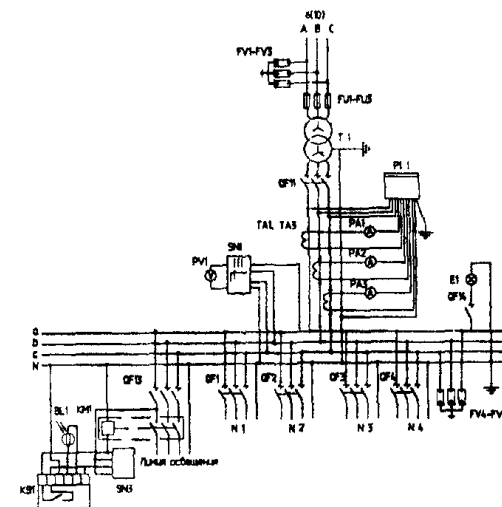 6(10)
A B C
FV1-FV3
FU1-FU3
T 1
QF11
PI 1
TA1, TA3
PA1
PA2
PA3
PV1
SN1
E1
QF14
C
N
QF13
QF1
QF2
QF3
QF4
BL1
KM1
N 1
N 2
N 3
N 4
FV4-FV
Линия освещения
SN3
KS1